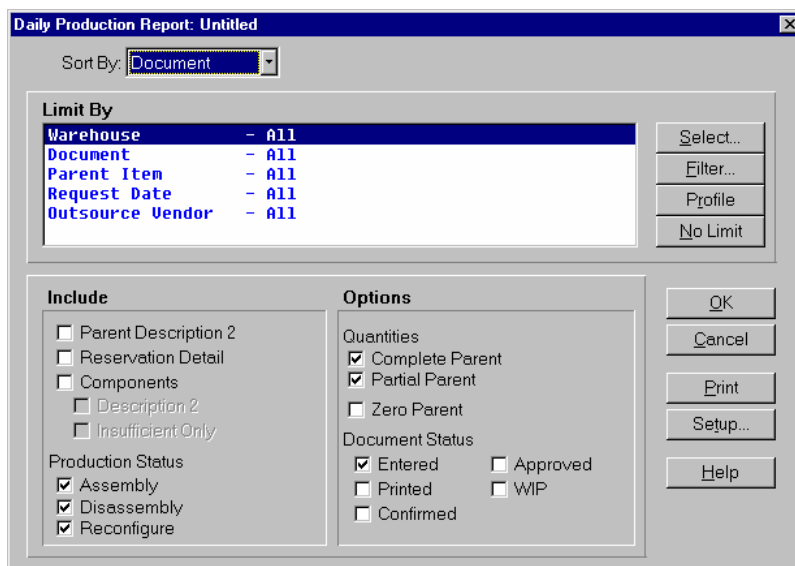 Daily Production Report: Untitled
Sort By: Document
Limit By
Warehouse - All
Document - All
Parent Item - All
Request Date - All
Outsource Vendor - All
Select...
Filter...
Profile
No Limit
Include
Parent Description 2
Reservation Detail
Components
Description 2
Insufficient Only
Production Status
Assembly
Disassembly
Reconfigure
Options
Quantities
Complete Parent
Partial Parent
Zero Parent
Document Status
Entered Approved
Printed WIP
Confirmed
OK
Cancel
Print
Setup...
Help